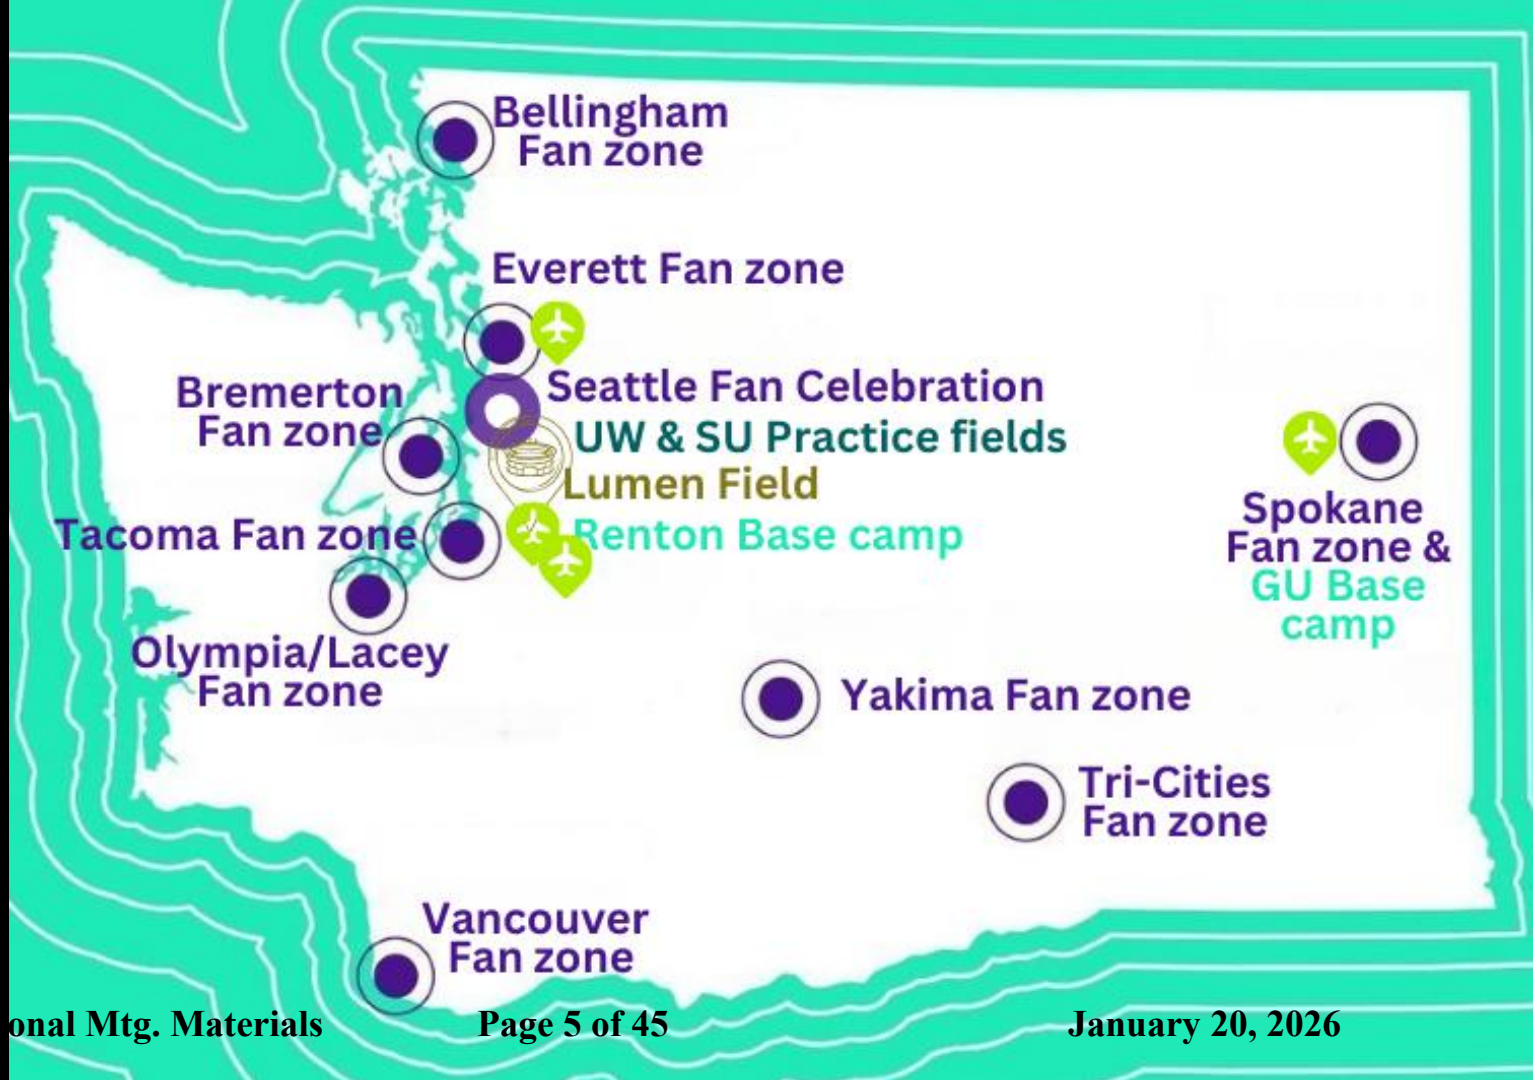 Bellingham
Fan zone
Everett Fan zone
Bremerton
Fan zone
Seattle Fan Celebration
UW & SU Practice fields
Lumen Field
Tacoma Fan zone
Renton Base camp
Spokane
Fan zone &
GU Base
camp
Olympia/Lacey
Fan zone
Yakima Fan zone
Tri-Cities
Fan zone
Vancouver
Fan zone
onal Mtg. Materials
Page 5 of 45
January 20, 2026